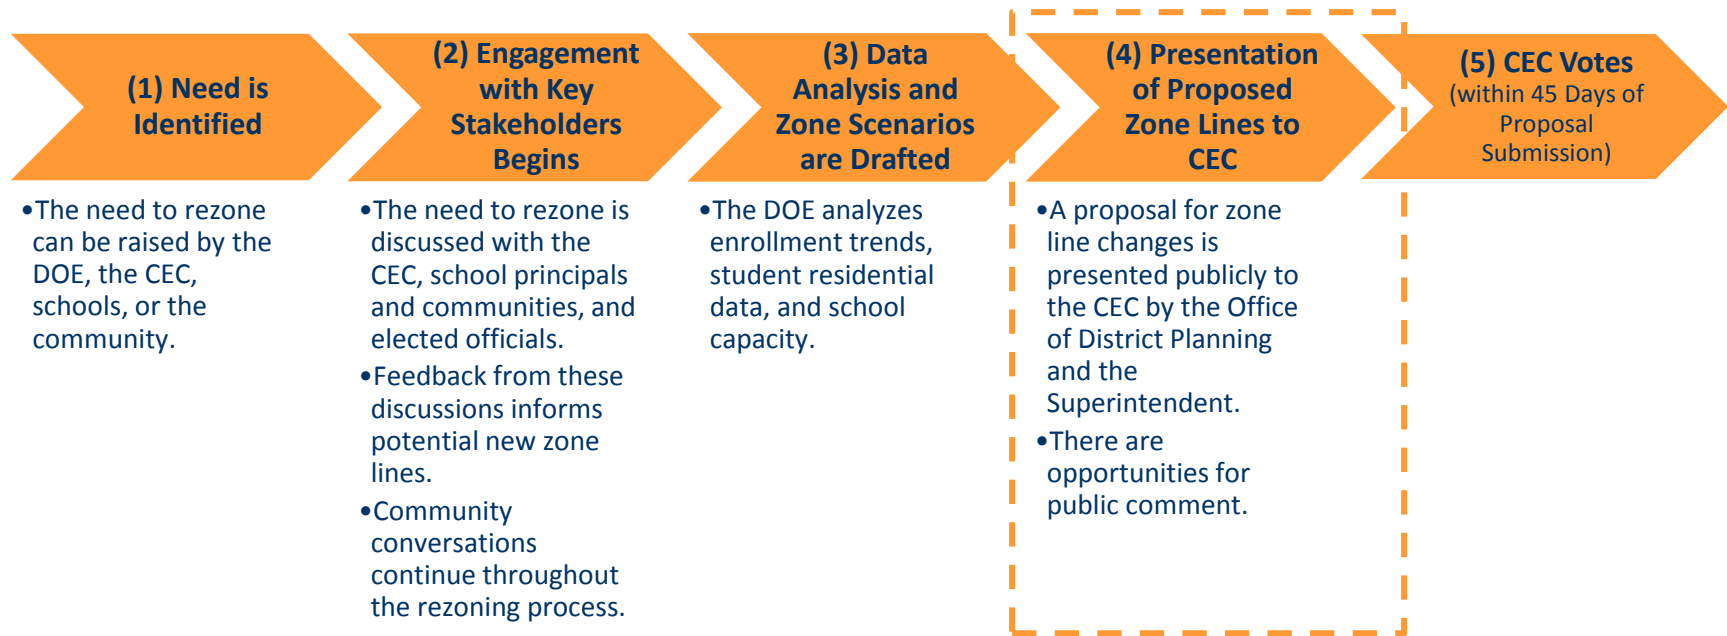 (1) Need is
Identified
•The need to rezone
can be raised by the
DOE, the CEC,
schools, or the
community.
(2) Engagement
with Key
Stakeholders
Begins
•The need to rezone is
discussed with the
CEC, school principals
and communities, and
elected officials.
•Feedback from these
discussions informs
potential new zone
lines.
•Community
conversations
continue throughout
the rezoning process.
(3) Data
Analysis and
Zone Scenarios
are Drafted
•The DOE analyzes
enrollment trends,
student residential
data, and school
capacity.
(4) Presentation
of Proposed
Zone Lines to
CEC
•A proposal for zone
line changes is
presented publicly to
the CEC by the Office
of District Planning
and the
Superintendent.
•There are
opportunities for
public comment.
(5) CEC Votes
(within 45 Days of
Proposal
Submission)